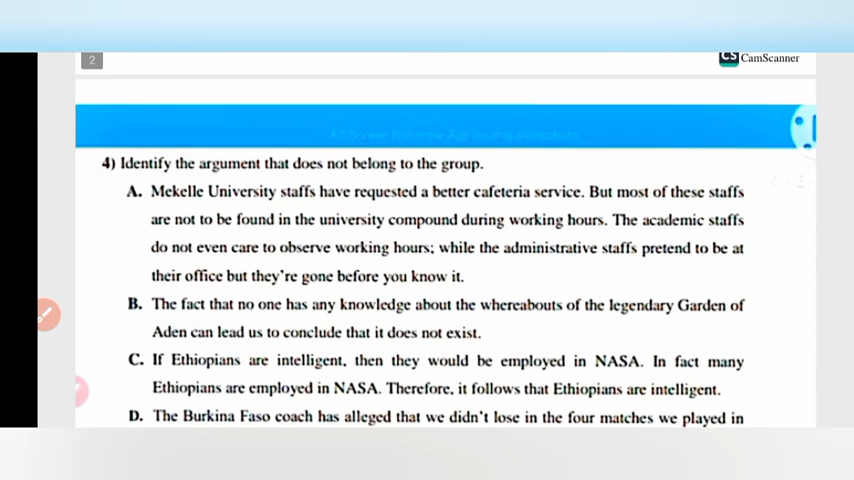 2
CS CamScanner
4) Identify the argument that does not belong to the group.
A. Mekelle University staffs have requested a better cafeteria service. But most of these staffs
are not to be found in the university compound during working hours. The academic staffs
do not even care to observe working hours; while the administrative staffs pretend to be at
their office but they're gone before you know it.
B. The fact that no one has any knowledge about the whereabouts of the legendary Garden of
Aden can lead us to conclude that it does not exist.
C. If Ethiopians are intelligent, then they would be employed in NASA. In fact many
Ethiopians are employed in NASA. Therefore, it follows that Ethiopians are intelligent.
D. The Burkina Faso coach has alleged that we didn't lose in the four matches we played in